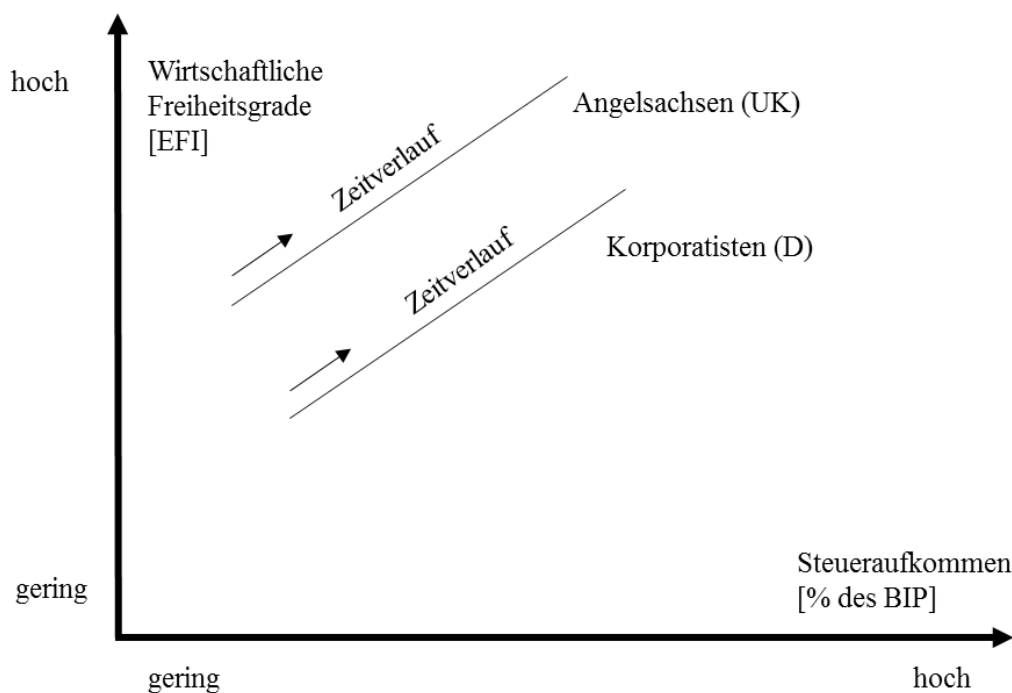 hoch
Wirtschaftliche
Freiheitsgrade
[EFI]
Angelsachsen (UK)
Zeitverlauf
Korporatisten (D)
Zeitverlauf
Steueraufkommen
[% des BIP]
gering
gering
hoch